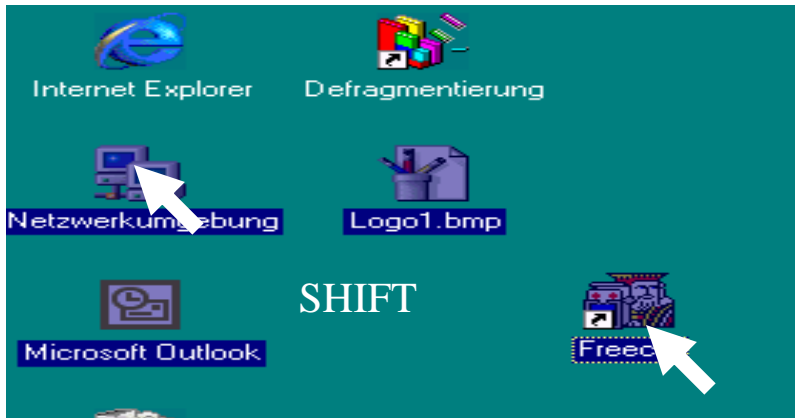 Internet Explorer
Defragmentierung
Netzwerkumgebung
Logo1.bmp
SHIFT
Microsoft Outlook